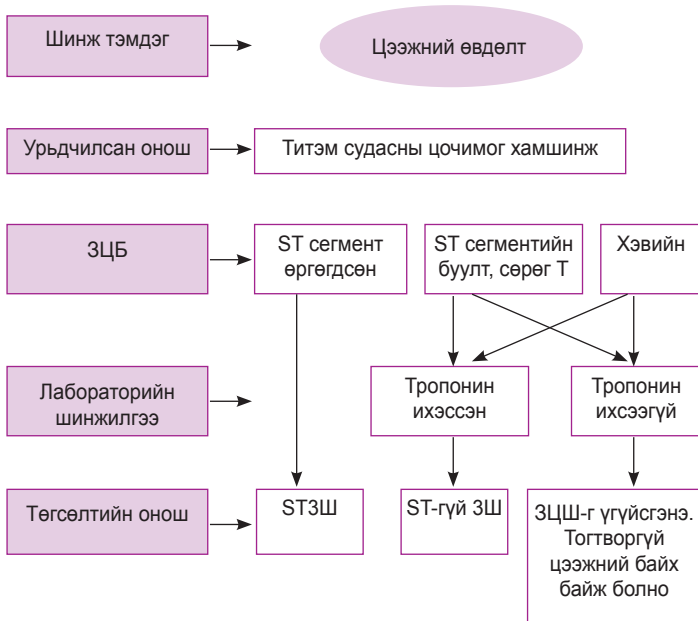 Шинж тэмдэг
Цээжний өвдөлт
Урьдчилсан онош
Титэм судасны цочимог хамшинж
ЗЦБ
ST сегмент
өргөгдсөн
ST сегментийн
буулт, сөрөг Т
Хэвийн
Лабораторийн
шинжилгээ
Тропонин
ихэссэн
Тропонин
ихсээгүй
Төгсөлтийн онош
STЗШ
ST-гүй ЗШ
ЗЦШ-г үгүйсгэнэ.
Тогтворгүй
цээжний байх
байж болно